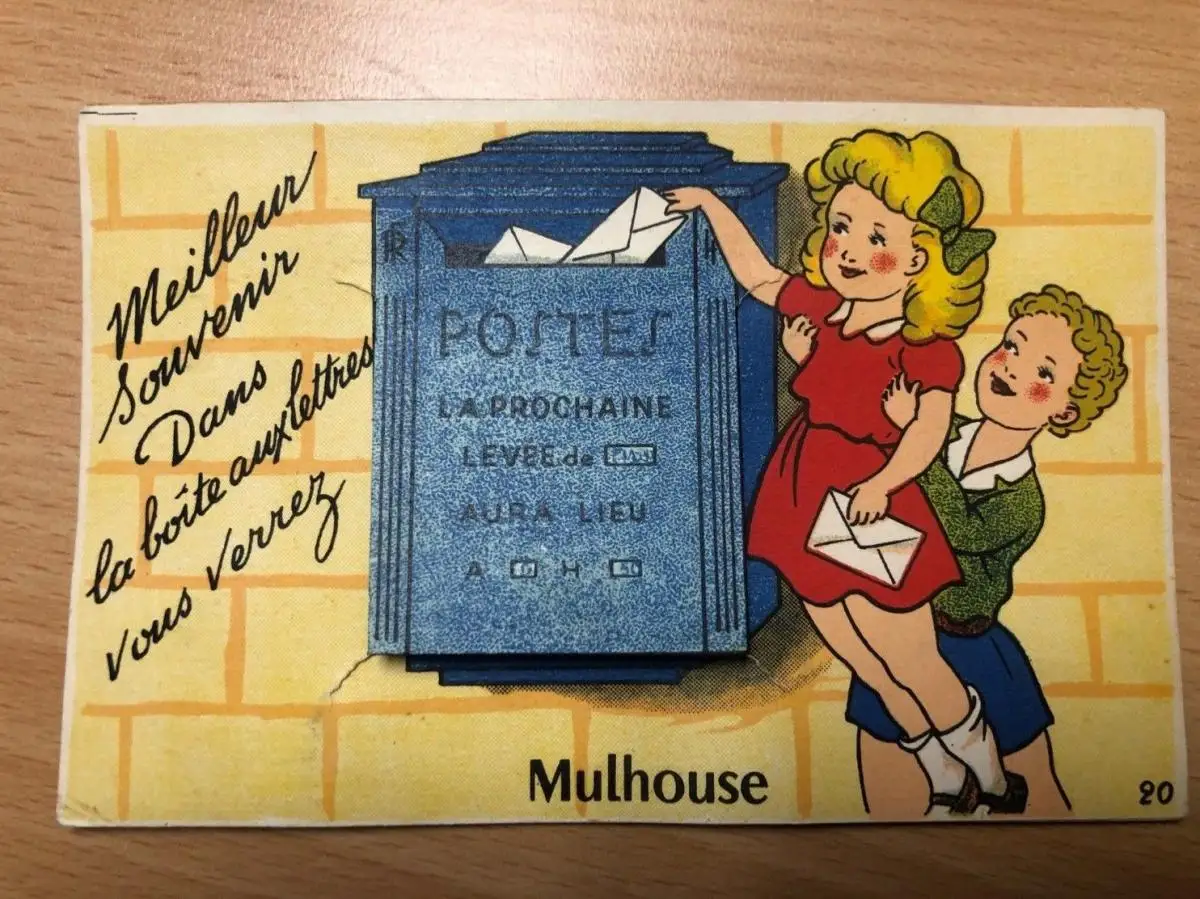 Meilleur
Souvenir
Dans
la boîte aux lettres
vous verrez
POSTES
LA PROCHAINE
LEVEE de
AURA LIEU
A H
Mulhouse
20